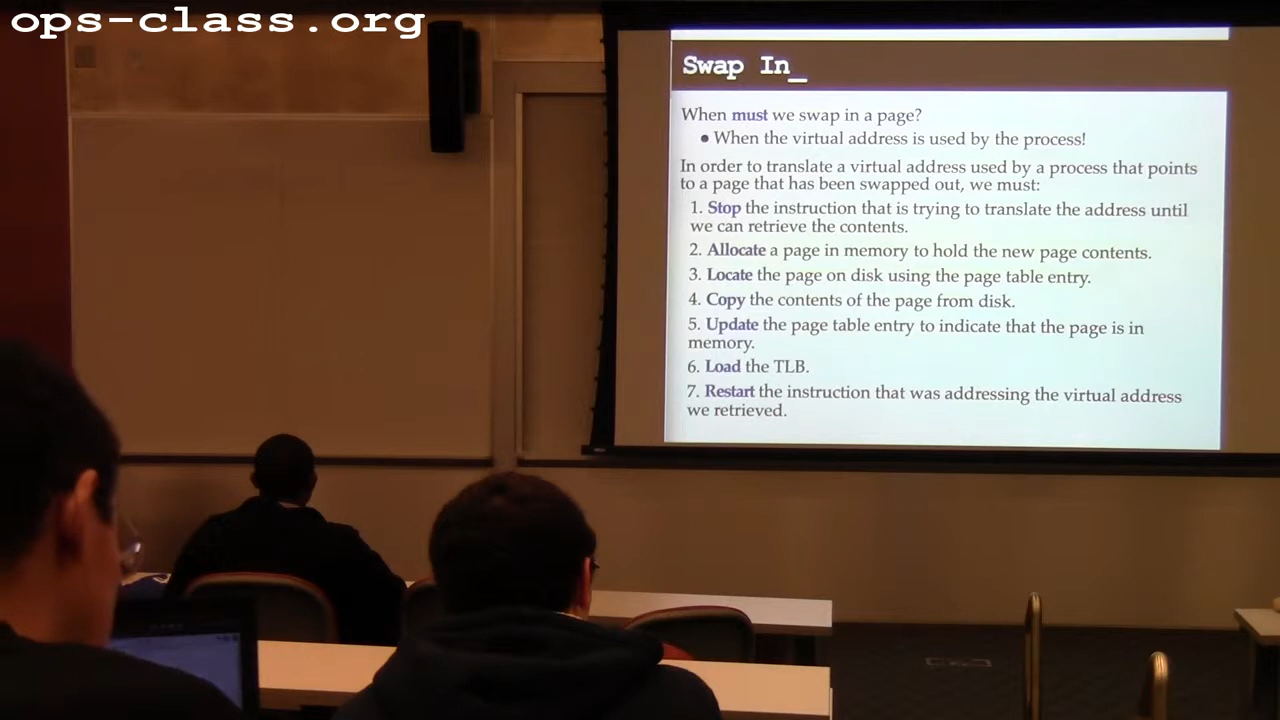 ops-class.org
Swap In_
When must we swap in a page?
• When the virtual address is used by the process!
In order to translate a virtual address used by a process that points
to a page that has been swapped out, we must:
1. Stop the instruction that is trying to translate the address until
we can retrieve the contents.
2. Allocate a page in memory to hold the new page contents.
3. Locate the page on disk using the page table entry.
4. Copy the contents of the page from disk.
5. Update the page table entry to indicate that the page is in
memory.
6. Load the TLB.
7. Restart the instruction that was addressing the virtual address
we retrieved.